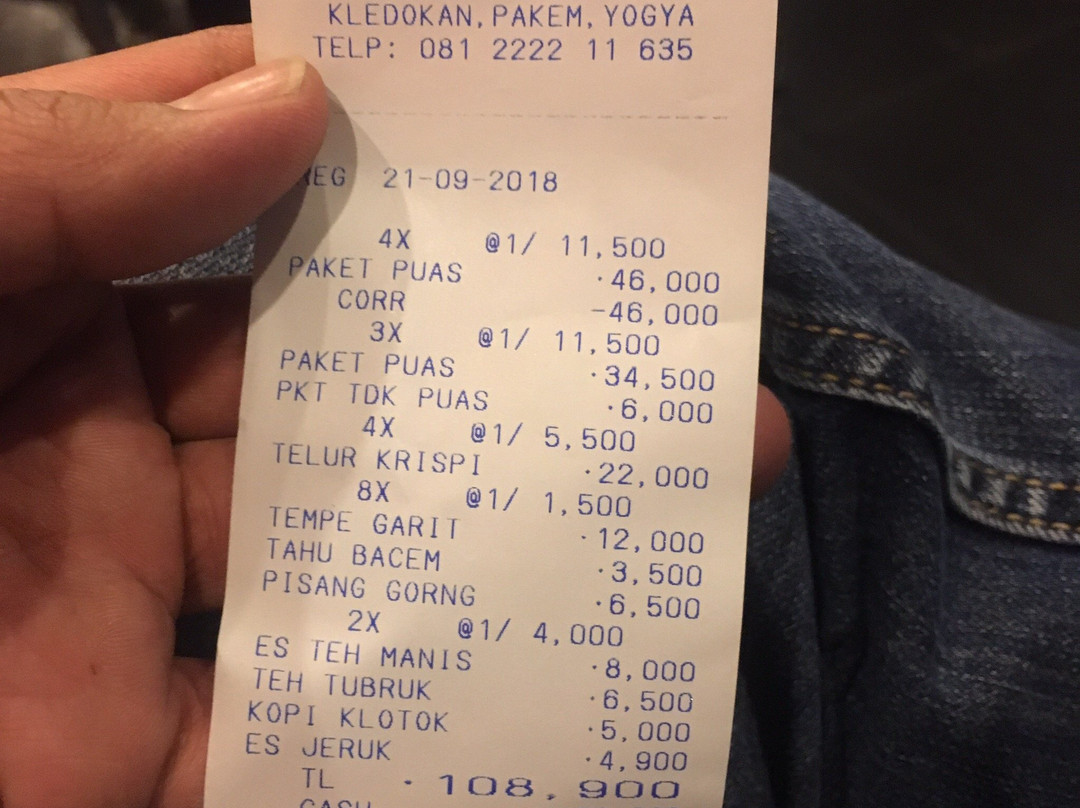 KLEDOKAN, PAKEM, YOGYA
TELP: 081 2222 11 635
REG 21-09-2018
4X @1/ 11,500
PAKET PUAS ·46,000
CORR -46,000
3X @1/ 11,500
PAKET PUAS ·34,500
PKT TDK PUAS ·6,000
4X @1/ 5,500
TELUR KRISPI ·22,000
8X @1/ 1,500
TEMPE GARIT ·12,000
TAHU BACEM ·3,500
PISANG GORNG ·6,500
2X @1/ 4,000
ES TEH MANIS ·8,000
TEH TUBRUK ·6,500
KOPI KLOTOK ·5,000
ES JERUK ·4,900
TL ·108,900
CASH